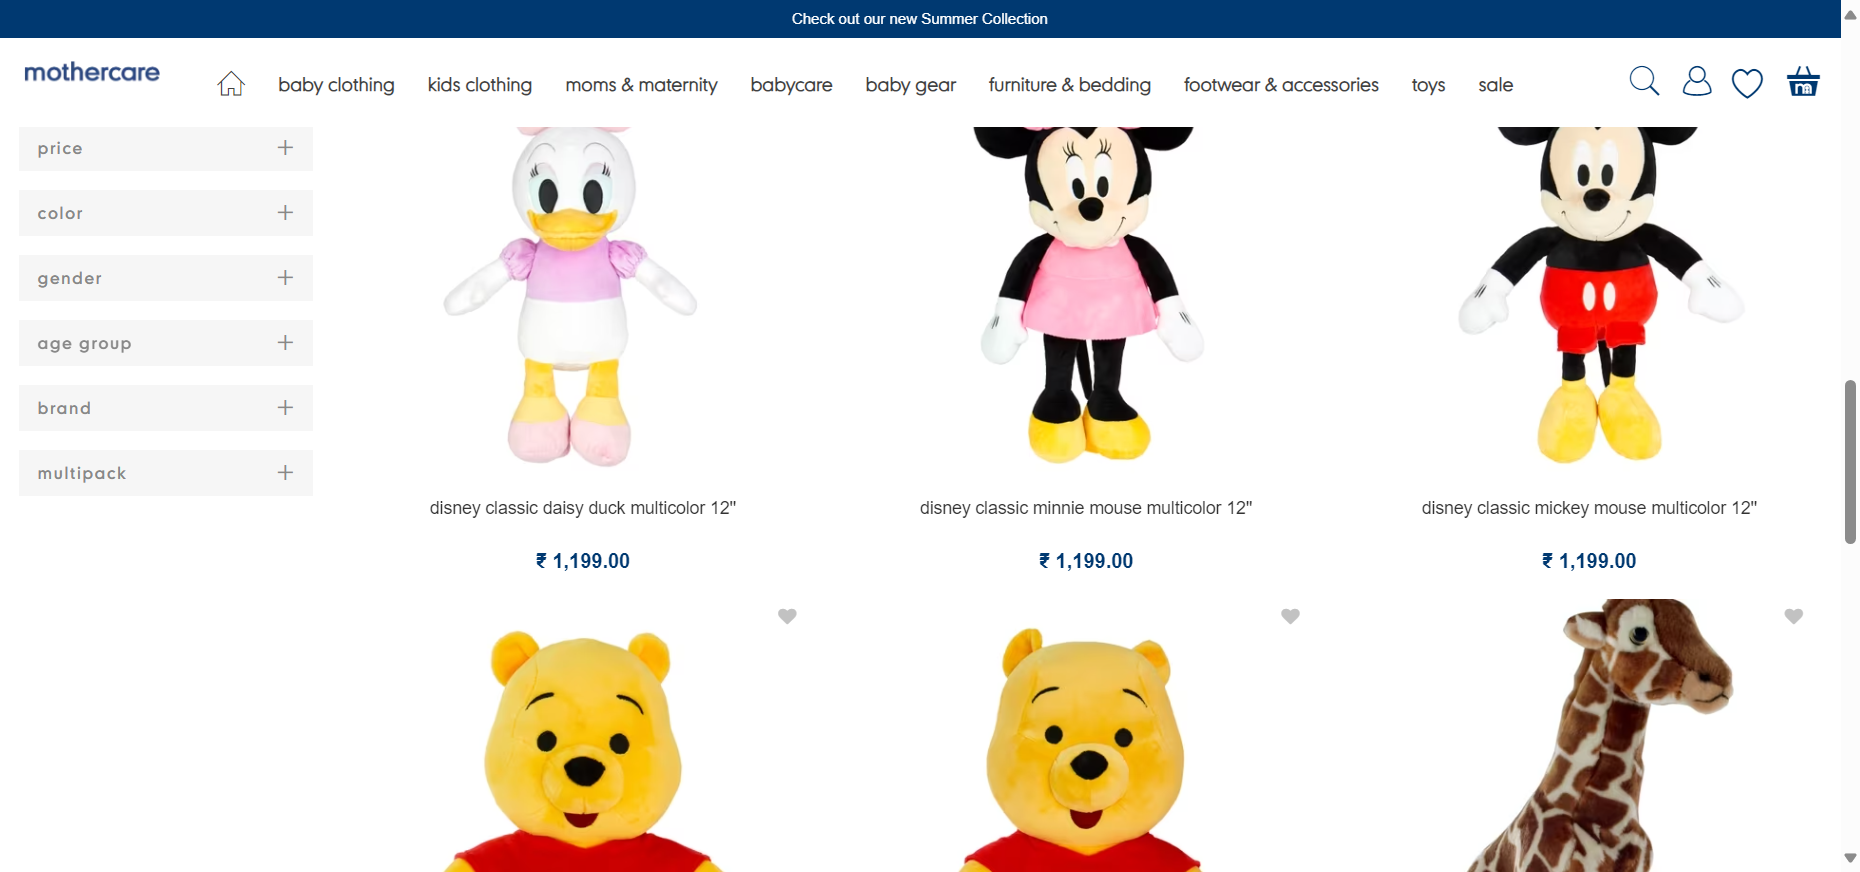 Check out our new Summer Collection
mothercare
baby clothing
kids clothing
moms & maternity
babycare
baby gear
furniture & bedding
footwear & accessories
toys
sale
m
price
color
gender
age group
brand
multipack
disney classic daisy duck multicolor 12"
disney classic minnie mouse multicolor 12"
disney classic mickey mouse multicolor 12"
₹ 1,199.00
₹ 1,199.00
₹ 1,199.00